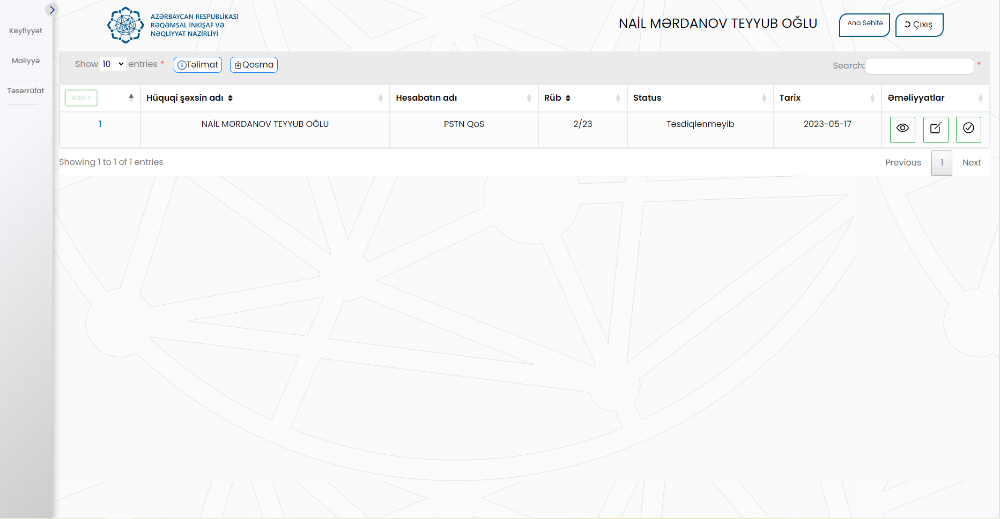 Keyfiyyət
Maliyyə
Təsərrüfat
AZƏRBAYCAN RESPUBLİKASI
RƏQƏMSAL İNKİŞAF VƏ
NƏQLİYYAT NAZİRLİYİ
NAİL MƏRDANOV TEYYUB OĞLU
Ana Səhifə
Çıxış
Show 10 entries * Təlimat Qosma
Search: *
Add + Hüquqi şəxsin adı Hesabatın adı Rüb Status Tarix Əməliyyatlar
1 NAİL MƏRDANOV TEYYUB OĞLU PSTN QoS 2/23 Təsdiqlənməyib 2023-05-17
Showing 1 to 1 of 1 entries
Previous 1 Next